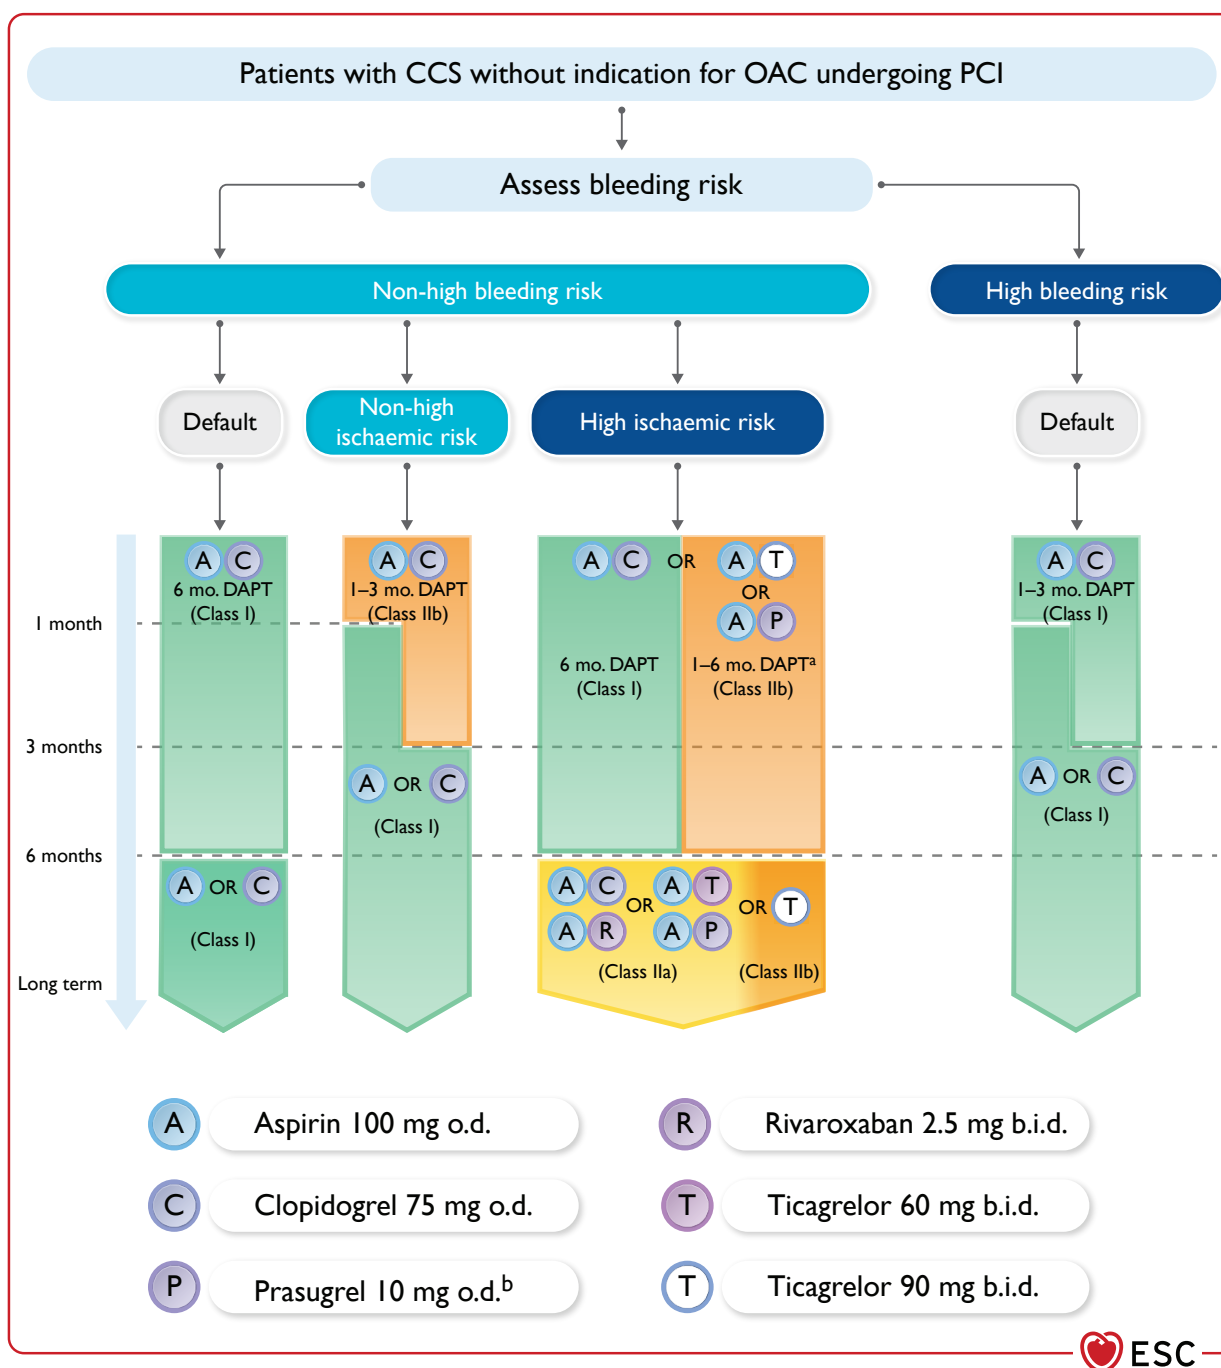 Patients with CCS without indication for OAC undergoing PCI
Assess bleeding risk
Non-high bleeding risk
High bleeding risk
Default
Non-high
ischaemic risk
High ischaemic risk
Default
A C
6 mo. DAPT
(Class I)
A C
1–3 mo. DAPT
(Class IIb)
A C OR A T
OR
A P
6 mo. DAPT
(Class I)
1–6 mo. DAPTᵃ
(Class IIb)
A C
1–3 mo. DAPT
(Class I)
1 month
3 months
A OR C
(Class I)
A OR C
(Class I)
6 months
A OR C
(Class I)
A C OR A T OR T
A R A P
(Class IIa)
(Class IIb)
Long term
A Aspirin 100 mg o.d.
R Rivaroxaban 2.5 mg b.i.d.
C Clopidogrel 75 mg o.d.
T Ticagrelor 60 mg b.i.d.
P Prasugrel 10 mg o.d.ᵇ
T Ticagrelor 90 mg b.i.d.
ESC